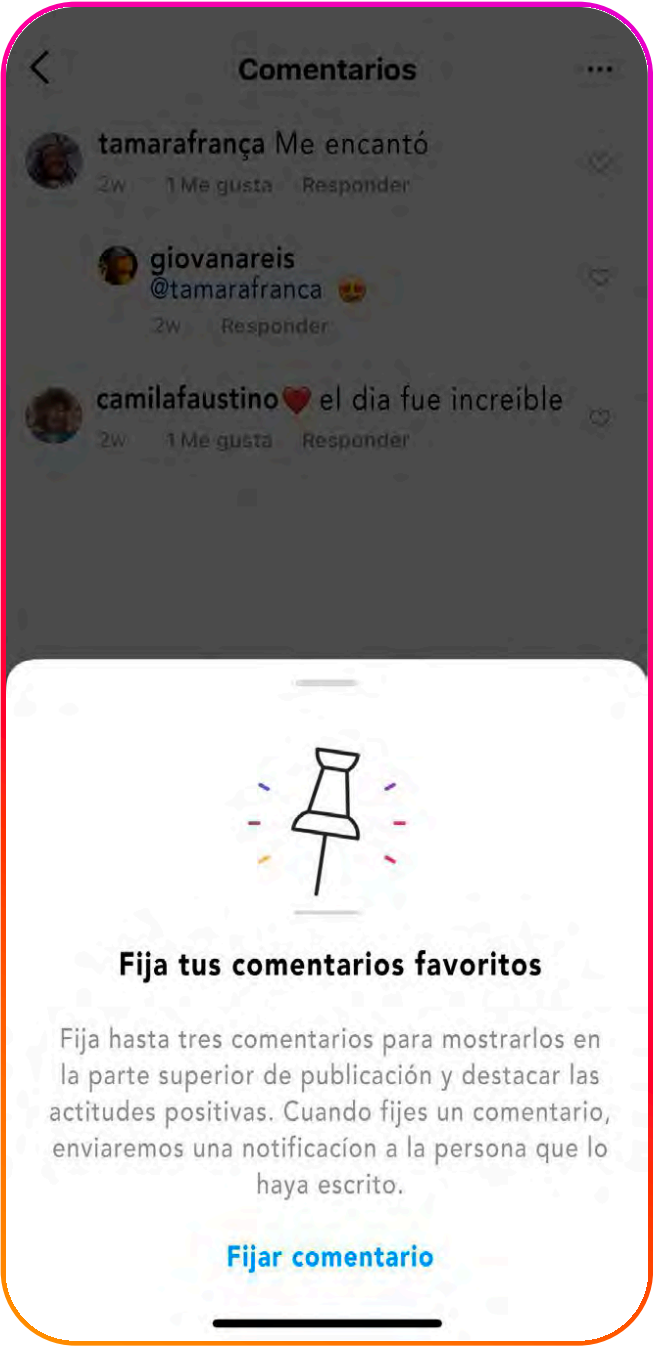 Comentarios
tamarafrança Me encantó
2w 1 Me gusta Responder
giovanareis
@tamarafranca 😍
2w Responder
camilafaustino❤️ el dia fue increible
2w 1 Me gusta Responder
Fija tus comentarios favoritos
Fija hasta tres comentarios para mostrarlos en
la parte superior de publicación y destacar las
actitudes positivas. Cuando fijes un comentario,
enviaremos una notificacíon a la persona que lo
haya escrito.
Fijar comentario